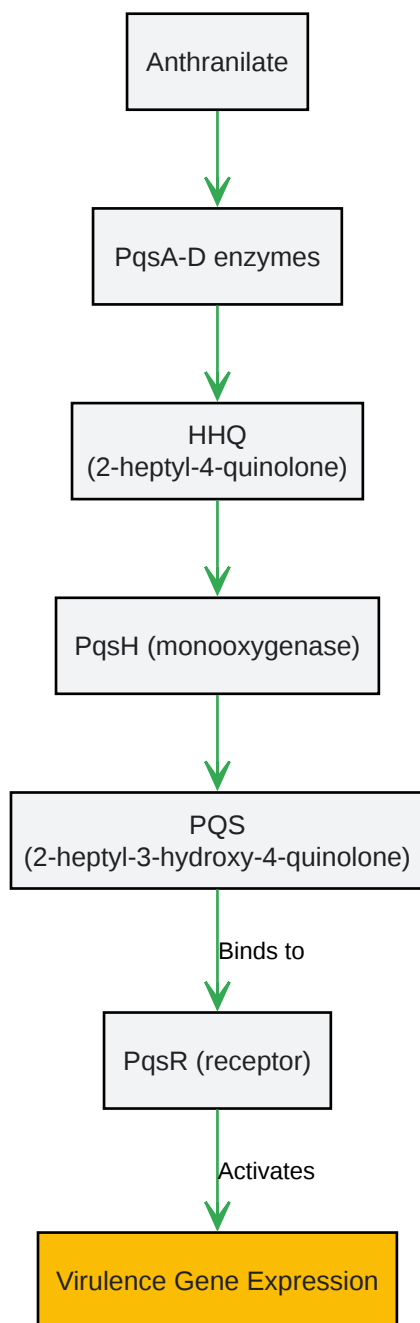 Anthranilate
PqsA-D enzymes
HHQ
(2-heptyl-4-quinolone)
PqsH (monooxygenase)
PQS
(2-heptyl-3-hydroxy-4-quinolone)
Binds to
PqsR (receptor)
Activates
Virulence Gene Expression